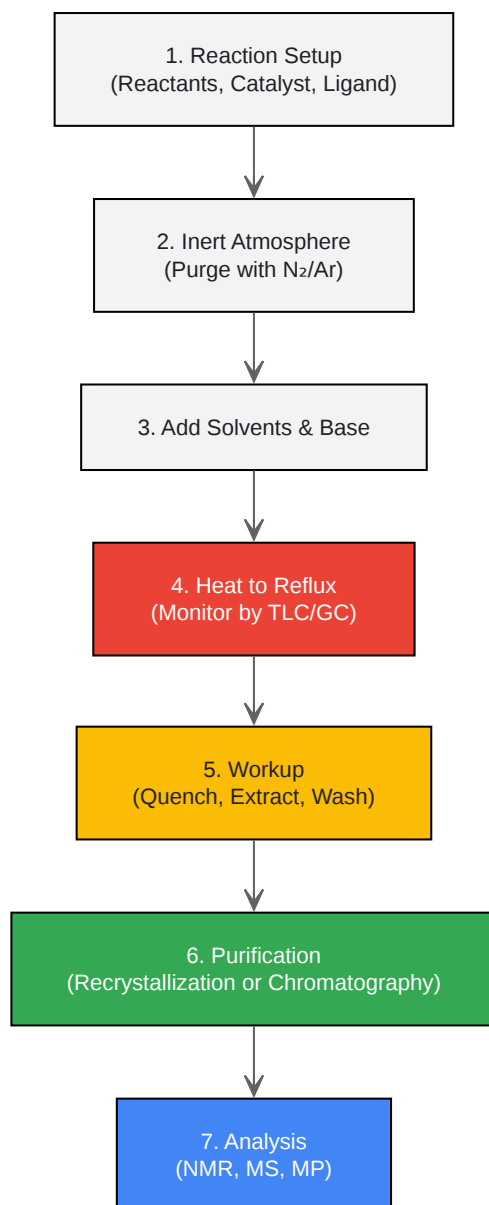 1. Reaction Setup
(Reactants, Catalyst, Ligand)
2. Inert Atmosphere
(Purge with N₂/Ar)
3. Add Solvents & Base
4. Heat to Reflux
(Monitor by TLC/GC)
5. Workup
(Quench, Extract, Wash)
6. Purification
(Recrystallization or Chromatography)
7. Analysis
(NMR, MS, MP)